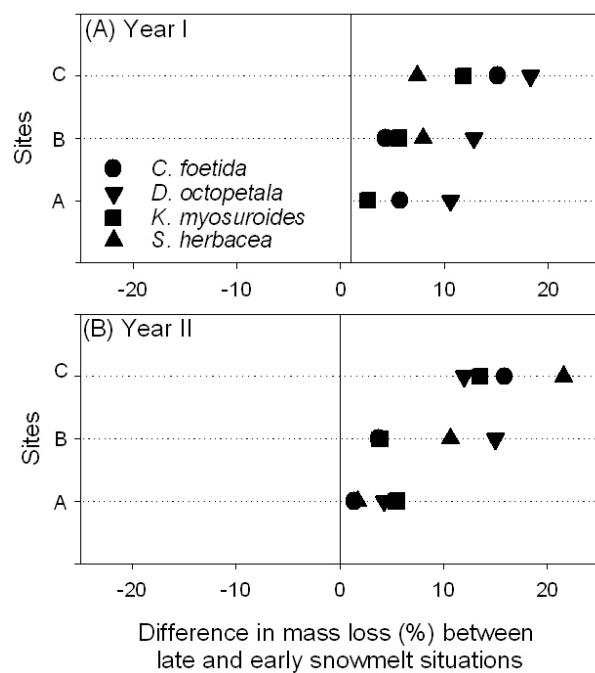 (A) Year I
C
B
A
Sites
C. foetida
D. octopetala
K. myosuroides
S. herbacea
-20 -10 0 10 20
(B) Year II
C
B
A
Sites
-20 -10 0 10 20
Difference in mass loss (%) between
late and early snowmelt situations